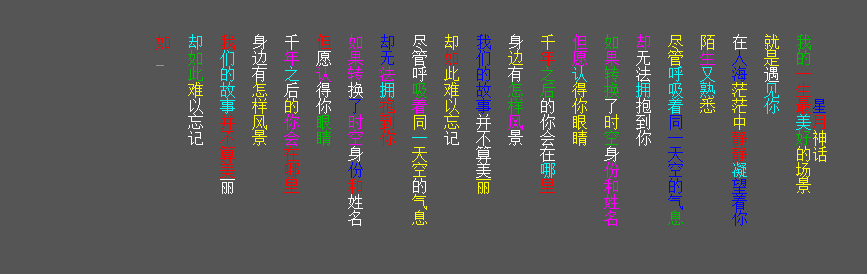 星月神话
我的一生最美好的场景
就是遇见你
在人海茫茫中静静凝望着你
陌生又熟悉
尽管呼吸着同一天空的气息
却无法拥抱到你
如果转换了时空身份和姓名
但愿认得你眼睛
千年之后的你会在哪里
身边有怎样风景
我们的故事并不算美丽
却如此难以忘记
尽管呼吸着同一天空的气息
却无法拥抱到你
如果转换了时空身份和姓名
但愿认得你眼睛
千年之后的你会在哪里
身边有怎样风景
我们的故事并不算美丽
却如此难以忘记